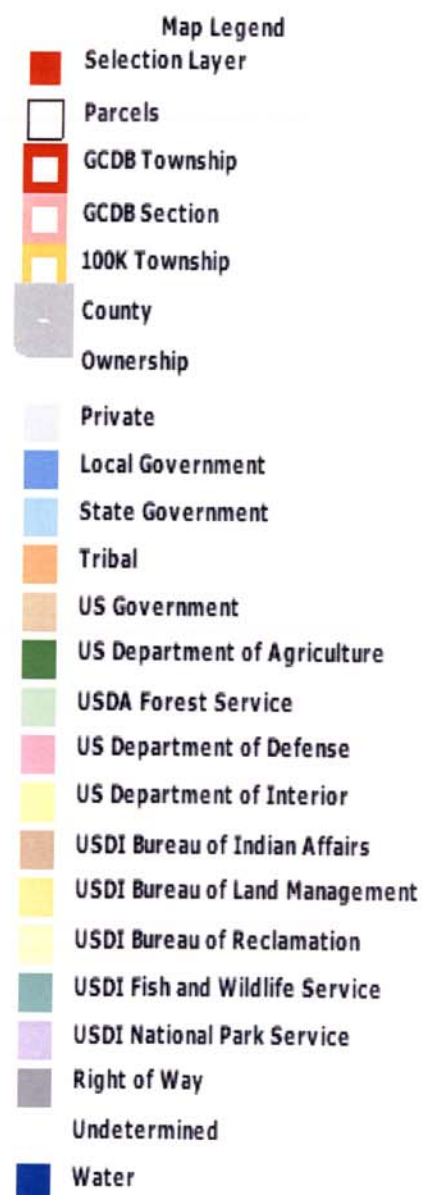 Map Legend
Selection Layer
Parcels
GCDB Township
GCDB Section
100K Township
County
Ownership
Private
Local Government
State Government
Tribal
US Government
US Department of Agriculture
USDA Forest Service
US Department of Defense
US Department of Interior
USDI Bureau of Indian Affairs
USDI Bureau of Land Management
USDI Bureau of Reclamation
USDI Fish and Wildlife Service
USDI National Park Service
Right of Way
Undetermined
Water